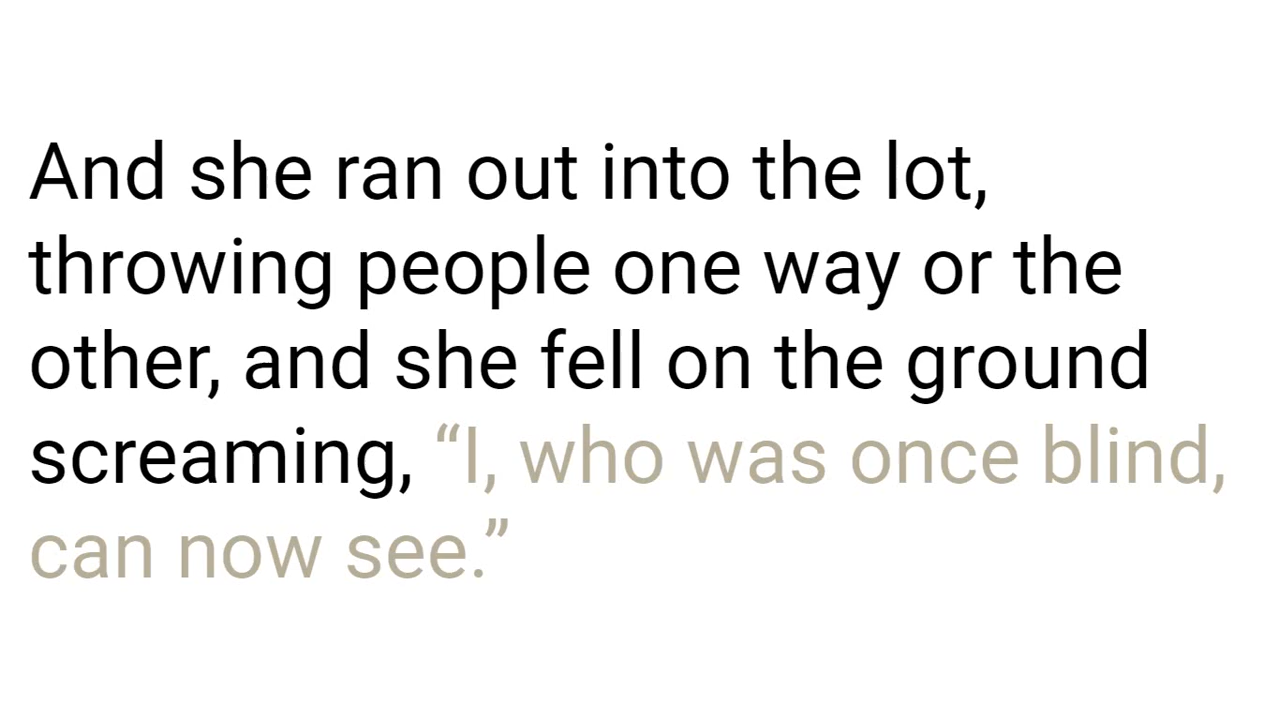 And she ran out into the lot,
throwing people one way or the
other, and she fell on the ground
screaming, “I, who was once blind,
can now see.”